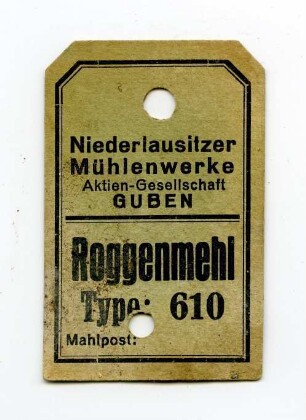 Niederlausitzer
Mühlenwerke
Aktien-Gesellschaft
GUBEN
Roggenmehl
Type: 610
Mahlpost: